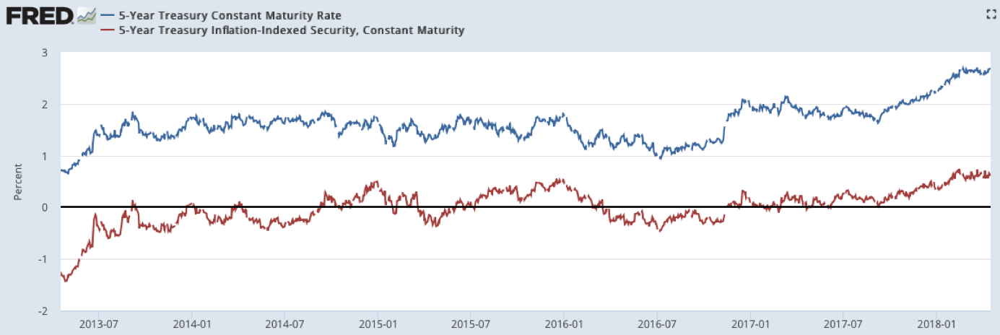 FRED
5-Year Treasury Constant Maturity Rate
5-Year Treasury Inflation-Indexed Security, Constant Maturity
3
2
1
0
-1
-2
Percent
2013-07 2014-01 2014-07 2015-01 2015-07 2016-01 2016-07 2017-01 2017-07 2018-01